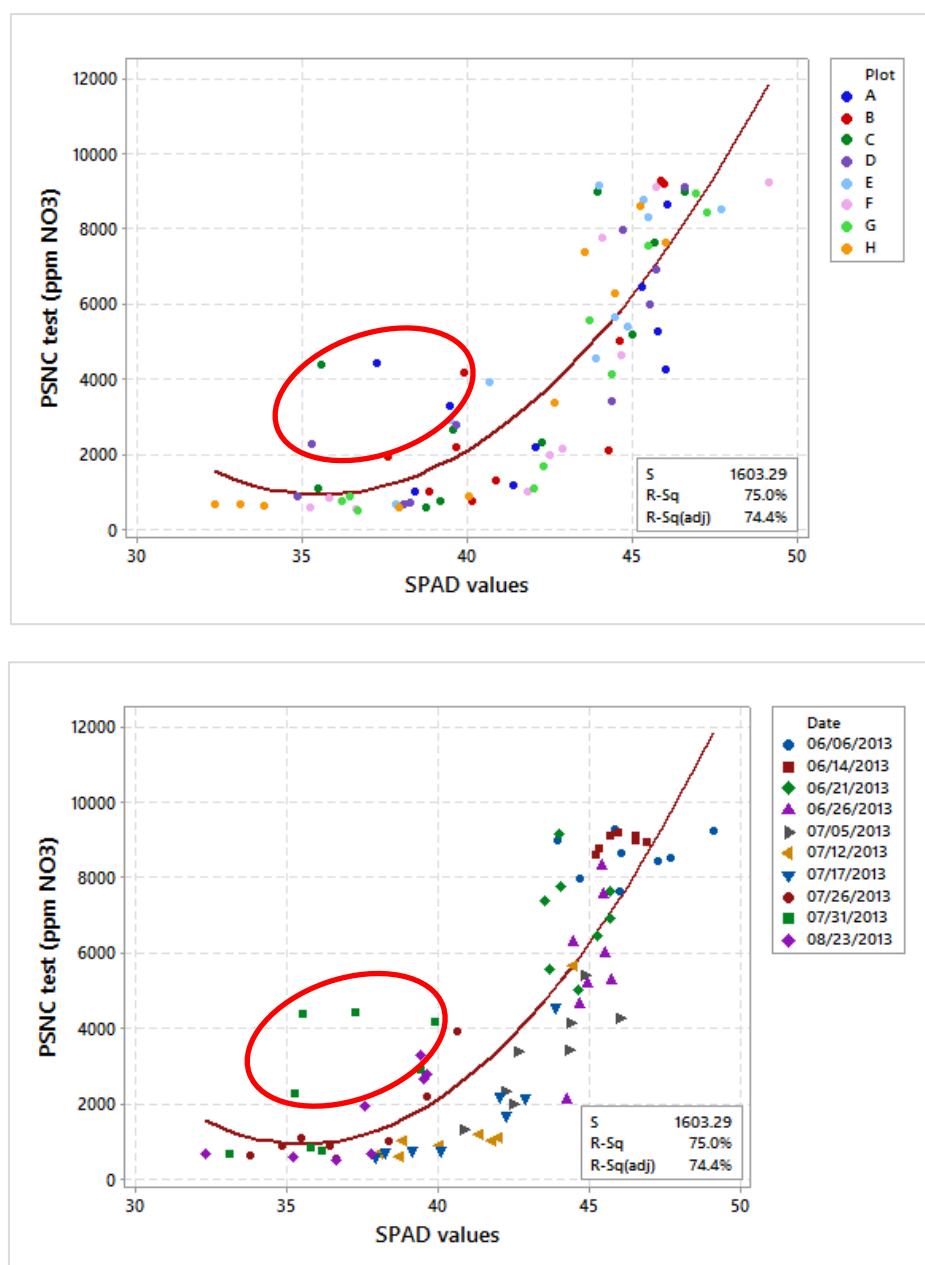 12000
10000
8000
6000
4000
2000
0
30
35
40
45
50
PSNC test (ppm NO3)
SPAD values
Plot
A
B
C
D
E
F
G
H
S 1603.29
R-Sq 75.0%
R-Sq(adj) 74.4%
12000
10000
8000
6000
4000
2000
0
30
35
40
45
50
PSNC test (ppm NO3)
SPAD values
Date
06/06/2013
06/14/2013
06/21/2013
06/26/2013
07/05/2013
07/12/2013
07/17/2013
07/26/2013
07/31/2013
08/23/2013
S 1603.29
R-Sq 75.0%
R-Sq(adj) 74.4%